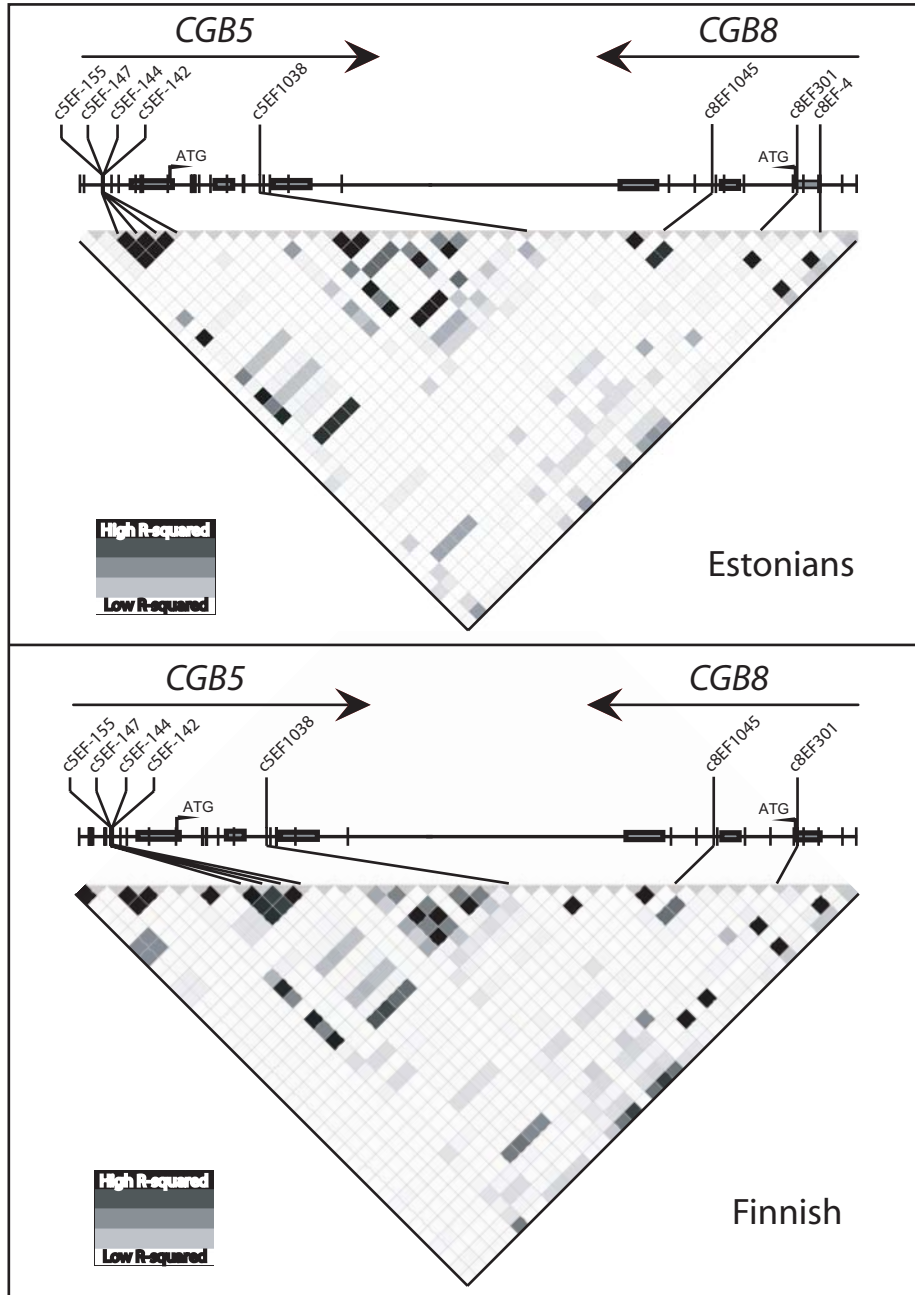 CGB5 CGB8
c5EF-155
c5EF-147
c5EF-144
c5EF-142
c5EF1038
c8EF1045
c8EF301
c8EF-4
ATG ATG
High R-squared
Low R-squared
Estonians
CGB5 CGB8
c5EF-155
c5EF-147
c5EF-144
c5EF-142
c5EF1038
c8EF1045
c8EF301
ATG ATG
High R-squared
Low R-squared
Finnish